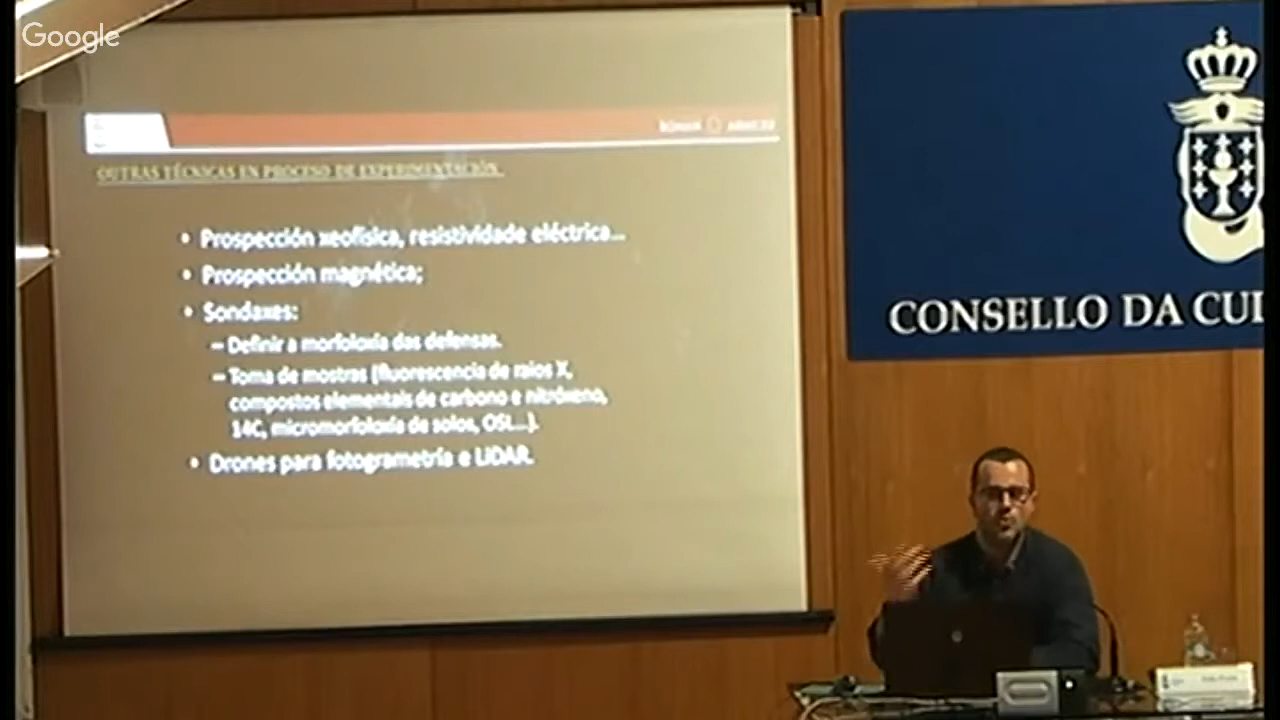 Google
OUTRAS TÉCNICAS EN PROCESO DE EXPERIMENTACIÓN
• Prospección xeofísica, resistividade eléctrica...
• Prospección magnética;
• Sondaxes:
– Definir a morfoloxía das defensas.
– Toma de mostras (fluorescencia de raios X,
compostos elementais de carbono e nitróxeno,
14C, micromorfoloxía de solos, OSL...).
• Drones para fotogrametría e LiDAR.
CONSELLO DA CUL